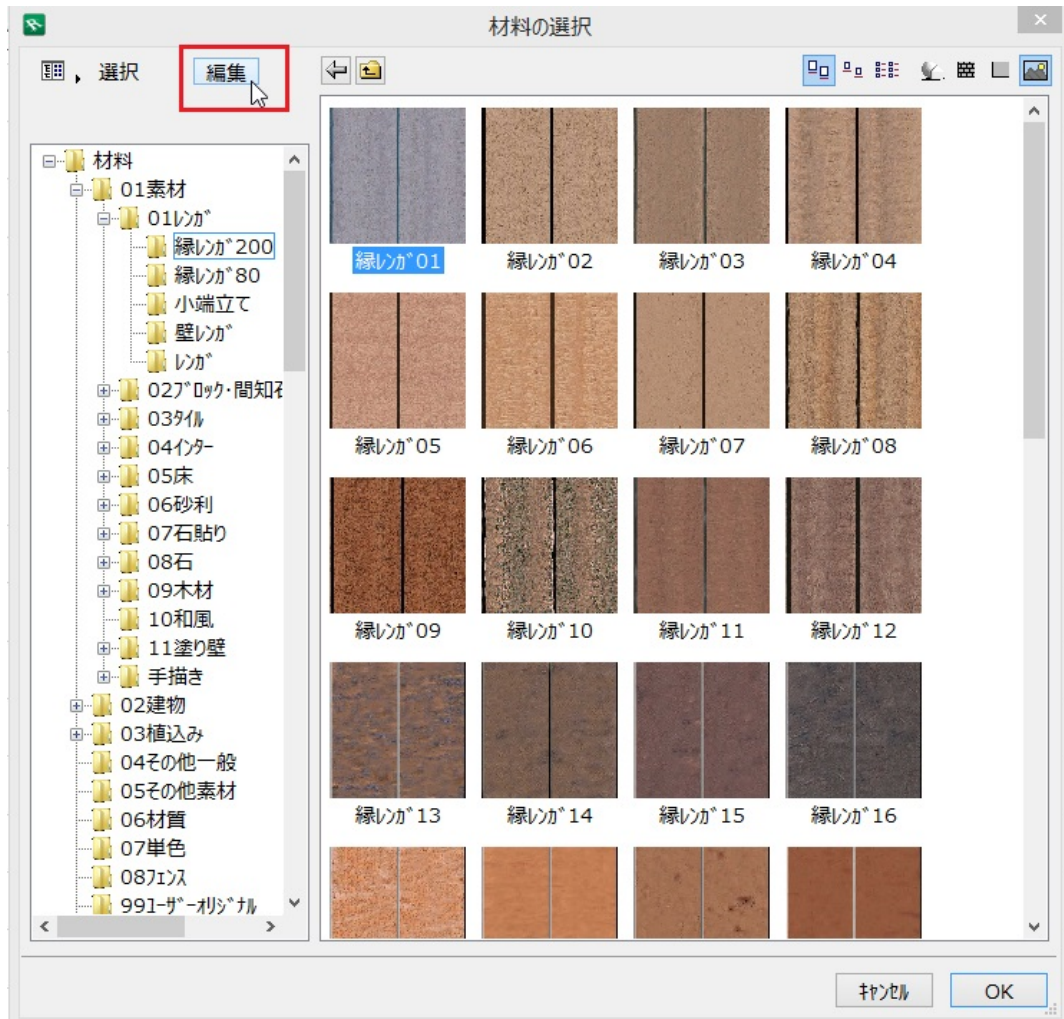 材料の選択
選択
編集
材料
01素材
01ﾚﾝｶﾞ
縁ﾚﾝｶﾞ200
縁ﾚﾝｶﾞ80
小端立て
壁ﾚﾝｶﾞ
ﾚﾝｶﾞ
02ﾌﾞﾛｯｸ･間知石
03ﾀｲﾙ
04ｲﾝﾀｰ
05床
06砂利
07石貼り
08石
09木材
10和風
11塗り壁
手描き
02建物
03植込み
04その他一般
05その他素材
06材質
07単色
08ﾌｪﾝｽ
99ﾕｰｻﾞｰｵﾘｼﾞﾅﾙ
縁ﾚﾝｶﾞ01 縁ﾚﾝｶﾞ02 縁ﾚﾝｶﾞ03 縁ﾚﾝｶﾞ04
縁ﾚﾝｶﾞ05 縁ﾚﾝｶﾞ06 縁ﾚﾝｶﾞ07 縁ﾚﾝｶﾞ08
縁ﾚﾝｶﾞ09 縁ﾚﾝｶﾞ10 縁ﾚﾝｶﾞ11 縁ﾚﾝｶﾞ12
縁ﾚﾝｶﾞ13 縁ﾚﾝｶﾞ14 縁ﾚﾝｶﾞ15 縁ﾚﾝｶﾞ16
ｷｬﾝｾﾙ OK